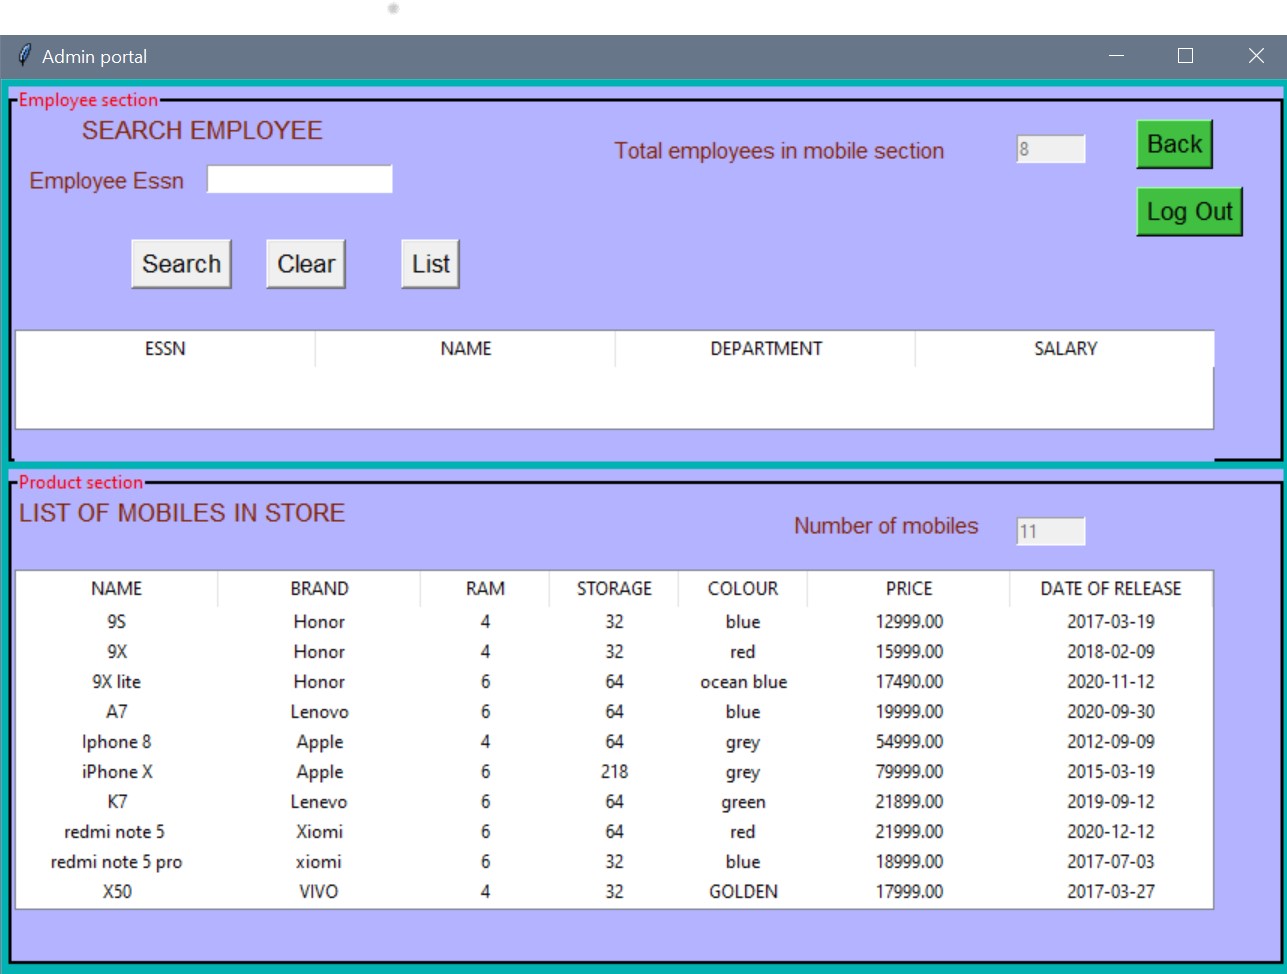 Admin portal
Employee section
SEARCH EMPLOYEE
Total employees in mobile section 8 Back
Employee Essn
Log Out
Search Clear List
ESSN NAME DEPARTMENT SALARY
Product section
LIST OF MOBILES IN STORE
Number of mobiles 11
NAME BRAND RAM STORAGE COLOUR PRICE DATE OF RELEASE
9S Honor 4 32 blue 12999.00 2017-03-19
9X Honor 4 32 red 15999.00 2018-02-09
9X lite Honor 6 64 ocean blue 17490.00 2020-11-12
A7 Lenovo 6 64 blue 19999.00 2020-09-30
Iphone 8 Apple 4 64 grey 54999.00 2012-09-09
iPhone X Apple 6 218 grey 79999.00 2015-03-19
K7 Lenevo 6 64 green 21899.00 2019-09-12
redmi note 5 Xiomi 6 64 red 21999.00 2020-12-12
redmi note 5 pro xiomi 6 32 blue 18999.00 2017-07-03
X50 VIVO 4 32 GOLDEN 17999.00 2017-03-27